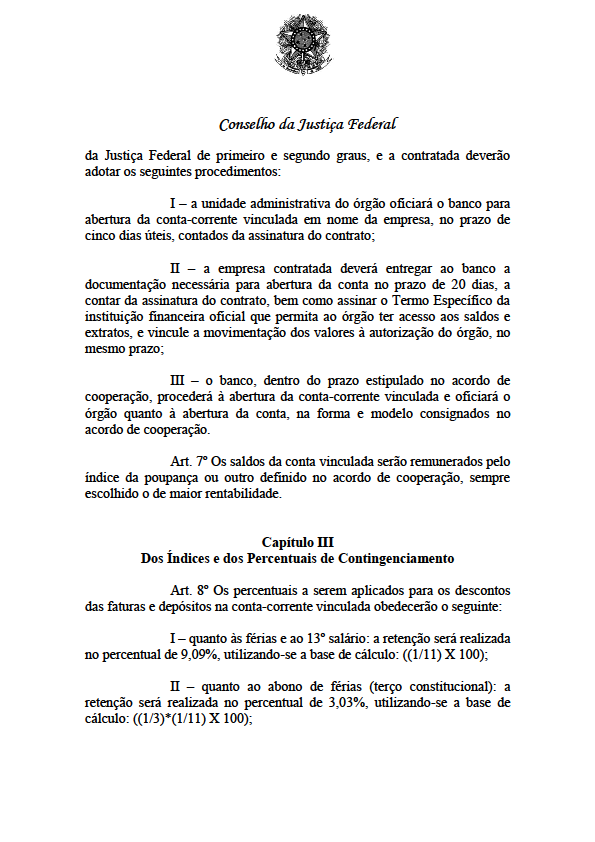 Conselho da Justiça Federal
da Justiça Federal de primeiro e segundo graus, e a contratada deverão
adotar os seguintes procedimentos:
I – a unidade administrativa do órgão oficiará o banco para
abertura da conta-corrente vinculada em nome da empresa, no prazo de
cinco dias úteis, contados da assinatura do contrato;
II – a empresa contratada deverá entregar ao banco a
documentação necessária para abertura da conta no prazo de 20 dias, a
contar da assinatura do contrato, bem como assinar o Termo Específico da
instituição financeira oficial que permita ao órgão ter acesso aos saldos e
extratos, e vincule a movimentação dos valores à autorização do órgão, no
mesmo prazo;
III – o banco, dentro do prazo estipulado no acordo de
cooperação, procederá à abertura da conta-corrente vinculada e oficiará o
órgão quanto à abertura da conta, na forma e modelo consignados no
acordo de cooperação.
Art. 7º Os saldos da conta vinculada serão remunerados pelo
índice da poupança ou outro definido no acordo de cooperação, sempre
escolhido o de maior rentabilidade.
Capítulo III
Dos Índices e dos Percentuais de Contingenciamento
Art. 8º Os percentuais a serem aplicados para os descontos
das faturas e depósitos na conta-corrente vinculada obedecerão o seguinte:
I – quanto às férias e ao 13º salário: a retenção será realizada
no percentual de 9,09%, utilizando-se a base de cálculo: ((1/11) X 100);
II – quanto ao abono de férias (terço constitucional): a
retenção será realizada no percentual de 3,03%, utilizando-se a base de
cálculo: ((1/3)*(1/11) X 100);